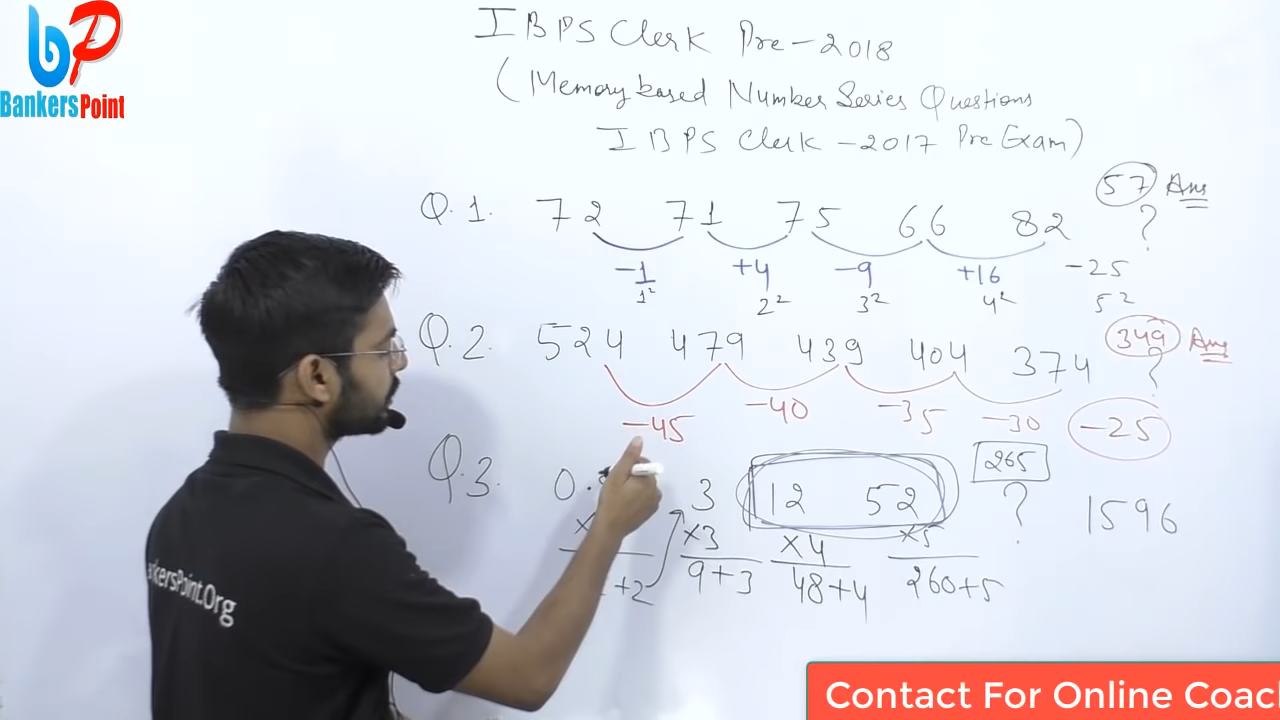 bp
BankersPoint
IBPS Clerk Pre-2018
(Memory based Number Series Questions
IBPS Clerk -2017 Pre Exam)
57 Ans
Q.1. 72 71 75 66 82 ?
-1 +4 -9 +16 -25
1² 2² 3² 4² 5²
349 Ans
Q.2. 524 479 439 404 374 ?
-45 -40 -35 -30 -25
265
Q.3. 0. 3 12 52 ? 1596
× ×3 ×4 ×5
+2 9+3 48+4 260+5
ankersPoint.Org
Contact For Online Coac